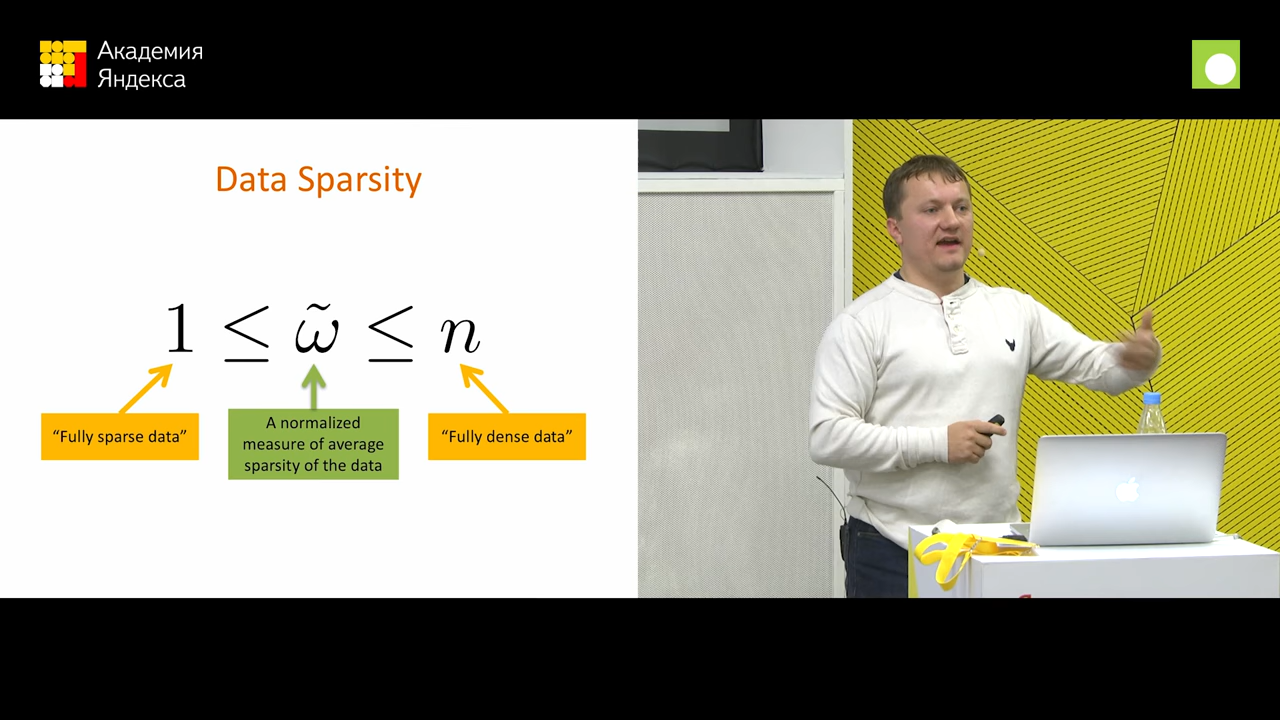 Академия
Яндекса
Data Sparsity
1 ≤ ω̃ ≤ n
“Fully sparse data”
A normalized
measure of average
sparsity of the data
“Fully dense data”